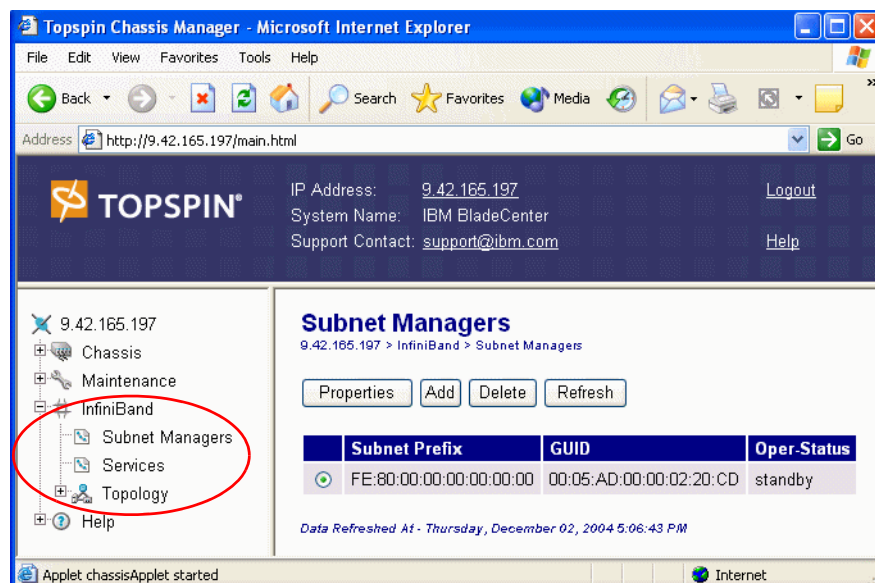 Topspin Chassis Manager - Microsoft Internet Explorer
File Edit View Favorites Tools Help
Back Search Favorites Media
Address http://9.42.165.197/main.html Go
TOPSPIN®
IP Address: 9.42.165.197 Logout
System Name: IBM BladeCenter
Support Contact: support@ibm.com Help
9.42.165.197
Chassis
Maintenance
InfiniBand
Subnet Managers
Services
Topology
Help
Subnet Managers
9.42.165.197 > InfiniBand > Subnet Managers
Properties Add Delete Refresh
Subnet Prefix GUID Oper-Status
FE:80:00:00:00:00:00:00 00:05:AD:00:00:02:20:CD standby
Data Refreshed At - Thursday, December 02, 2004 5:06:43 PM
Applet chassisApplet started Internet